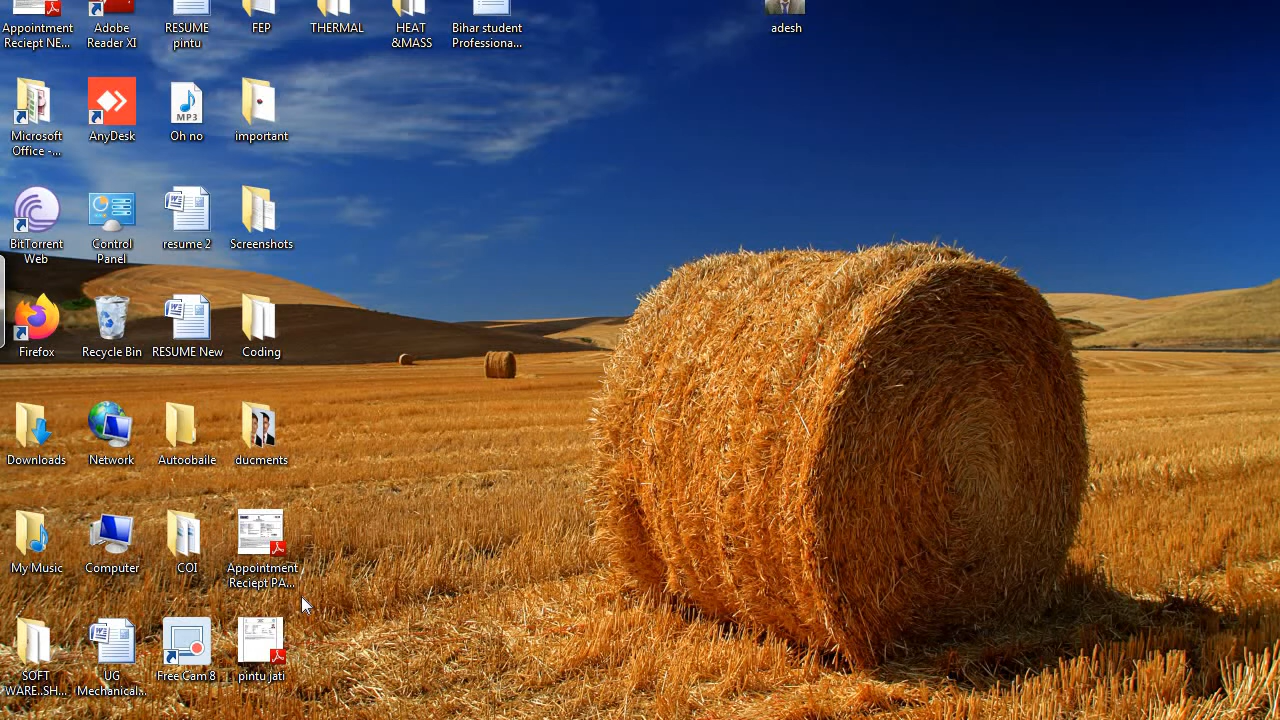 Appointment
Reciept NE...
Adobe
Reader XI
RESUME
pintu
FEP
THERMAL
HEAT
&MASS
Bihar student
Professiona...
adesh
Microsoft
Office -...
AnyDesk
MP3
Oh no
important
BitTorrent
Web
Control
Panel
resume 2
Screenshots
Firefox
Recycle Bin
RESUME New
Coding
Downloads
Network
Autoobaile
ducments
My Music
Computer
COI
Appointment
Reciept PA...
SOFT
WARE.SH...
UG
Mechanical...
Free Cam 8
pintu jati